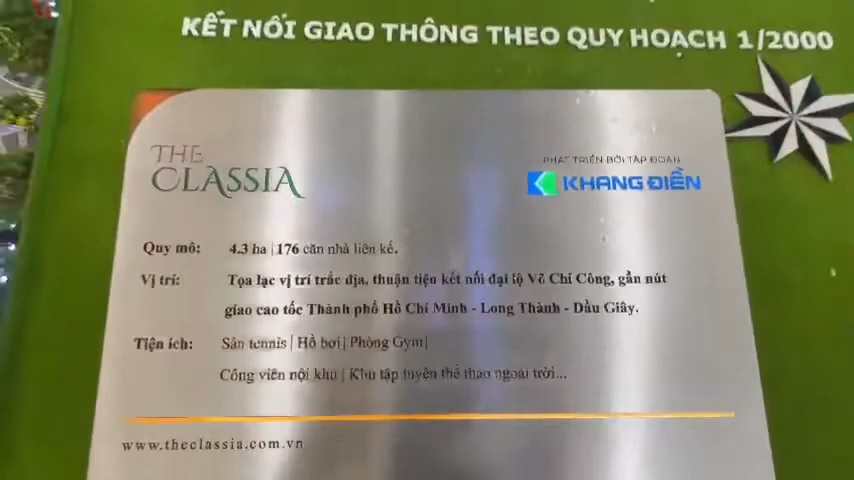 KẾT NỐI GIAO THÔNG THEO QUY HOẠCH 1/2000
THE
CLASSIA
PHÁT TRIỂN BỞI TẬP ĐOÀN
KHANG ĐIỀN
Quy mô: 4.3 ha | 176 căn nhà liên kế.
Vị trí: Tọa lạc vị trí trắc địa, thuận tiện kết nối đại lộ Võ Chí Công, gần nút
giao cao tốc Thành phố Hồ Chí Minh - Long Thành - Dầu Giây.
Tiện ích: Sân tennis | Hồ bơi | Phòng Gym |
Công viên nội khu | Khu tập luyện thể thao ngoài trời...
www.theclassia.com.vn